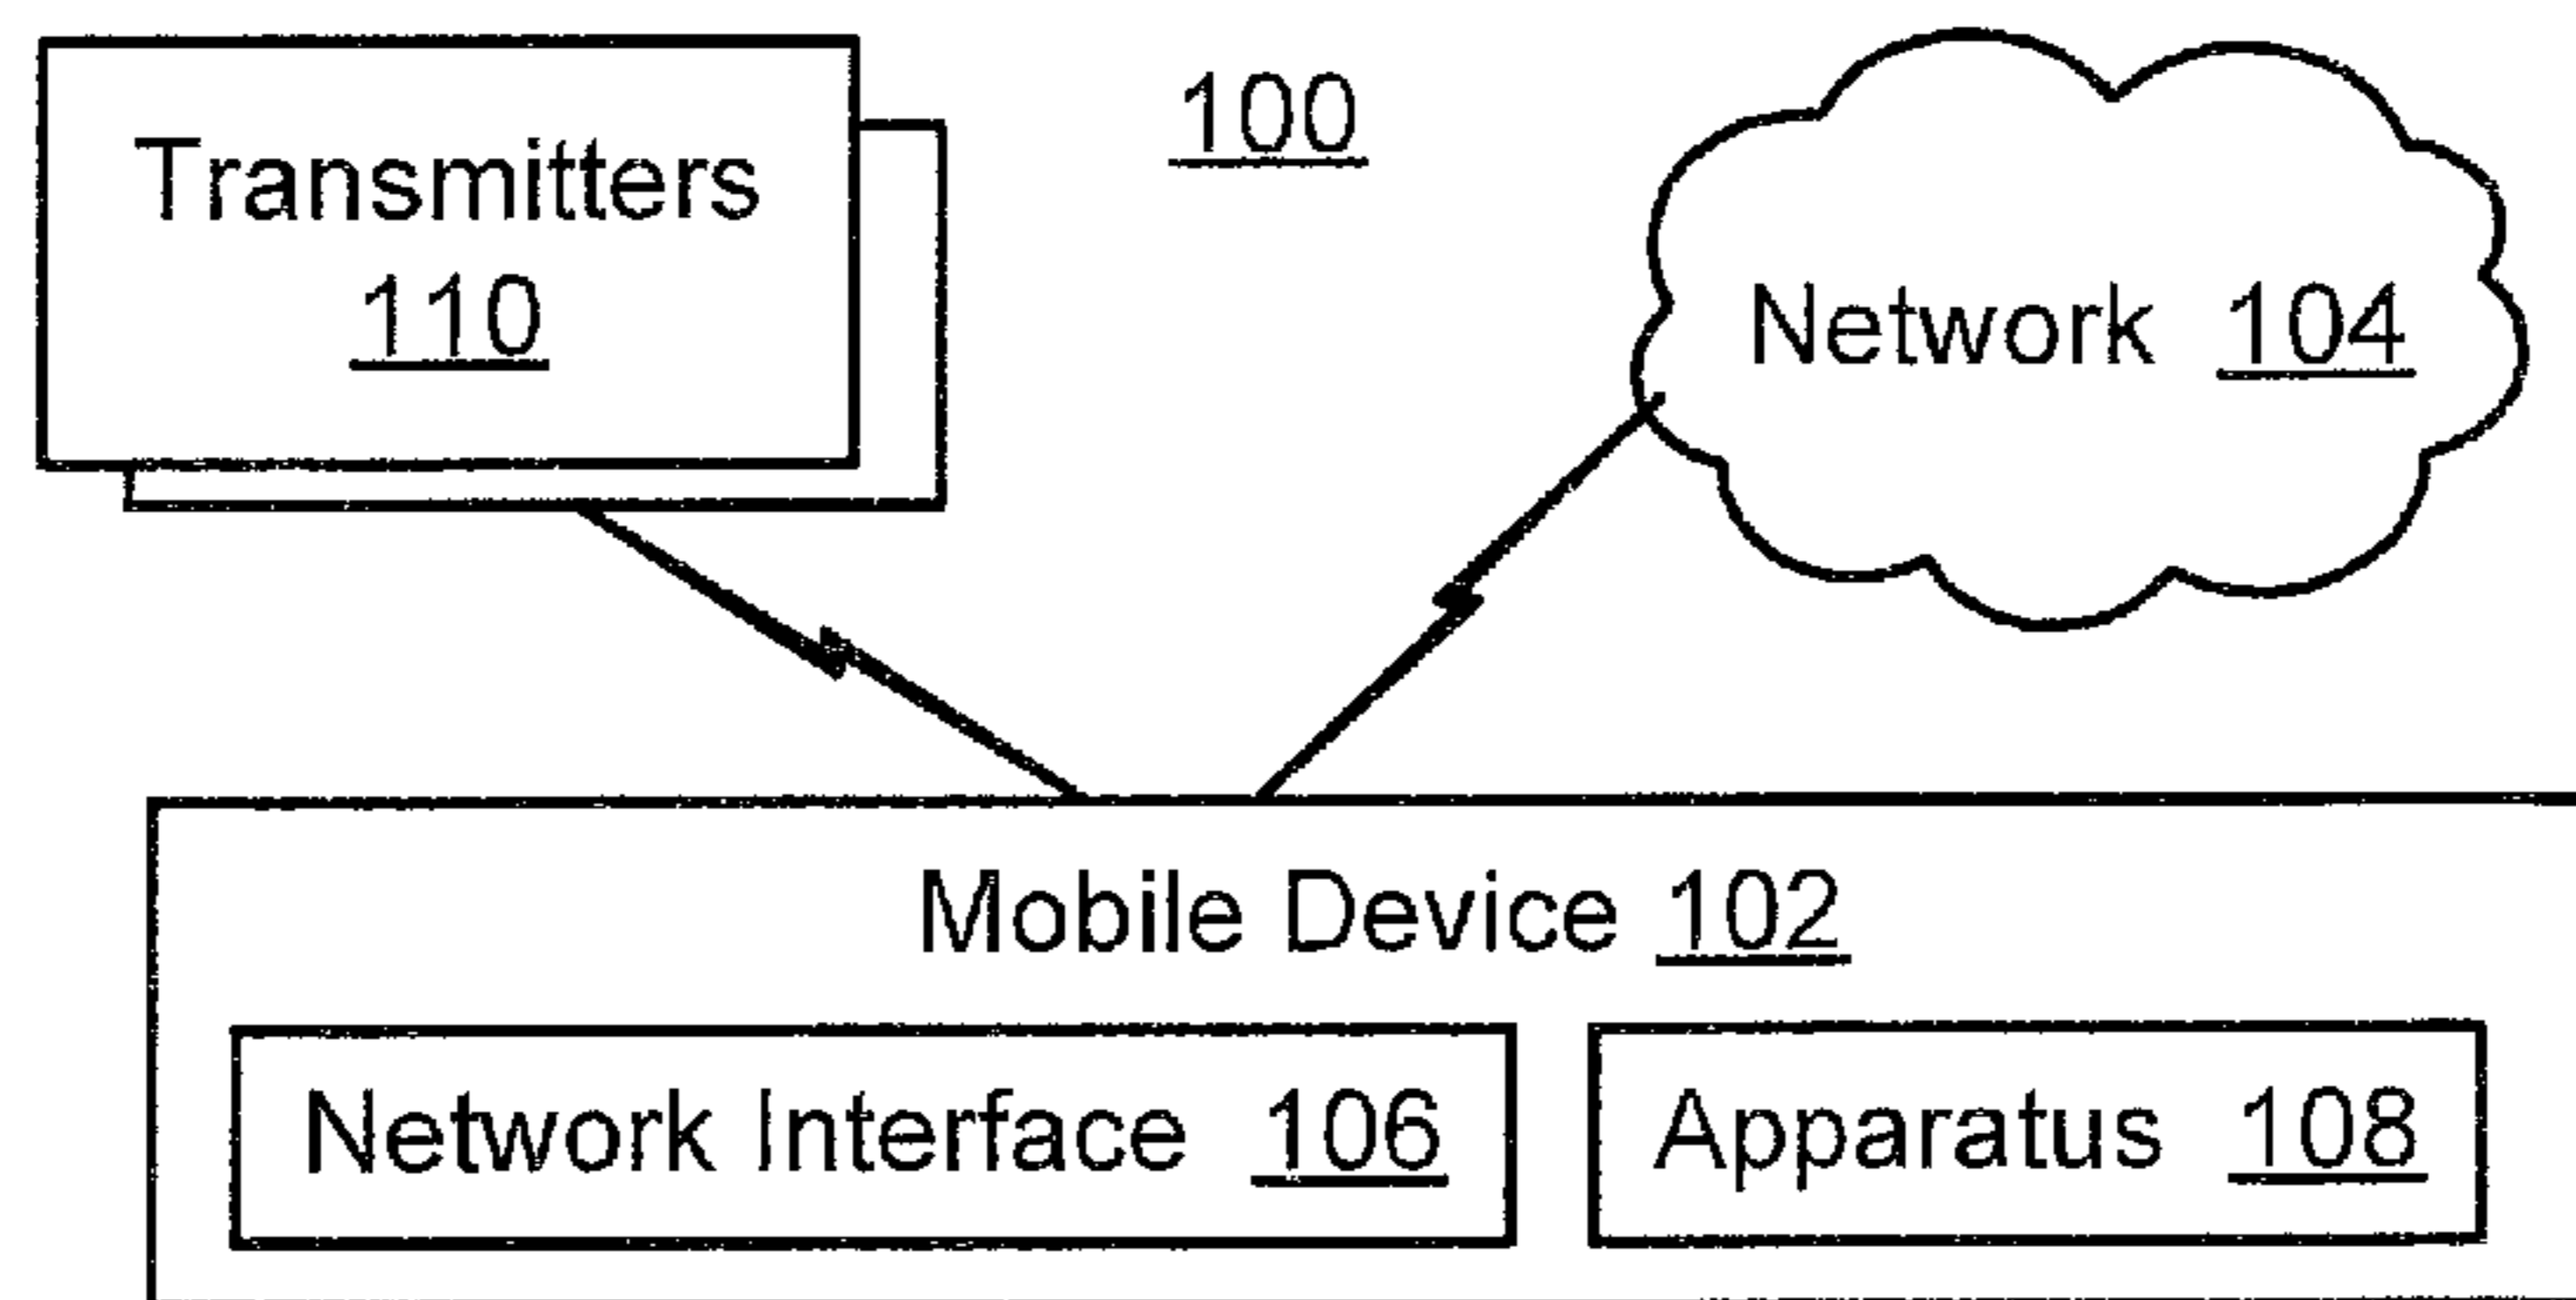 Transmitters
110
100
Network 104
Mobile Device 102
Network Interface 106
Apparatus 108